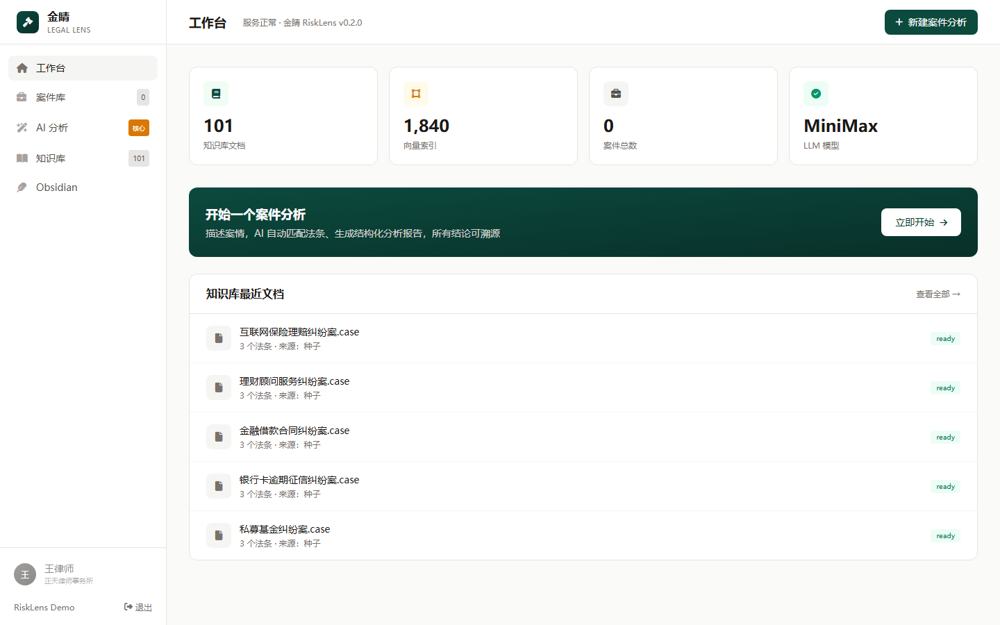 金睛
LEGAL LENS
工作台
案件库
0
AI 分析
核心
知识库
101
Obsidian
王
王律师
正天律师事务所
RiskLens Demo
退出
工作台
服务正常 · 金睛 RiskLens v0.2.0
+ 新建案件分析
101
知识库文档
1,840
向量索引
0
案件总数
MiniMax
LLM 模型
开始一个案件分析
描述案情，AI 自动匹配法条、生成结构化分析报告，所有结论可溯源
立即开始 →
知识库最近文档
查看全部 →
互联网保险理赔纠纷案.case
3 个法条 · 来源：种子
ready
理财顾问服务纠纷案.case
3 个法条 · 来源：种子
ready
金融借款合同纠纷案.case
3 个法条 · 来源：种子
ready
银行卡逾期征信纠纷案.case
3 个法条 · 来源：种子
ready
私募基金纠纷案.case
3 个法条 · 来源：种子
ready